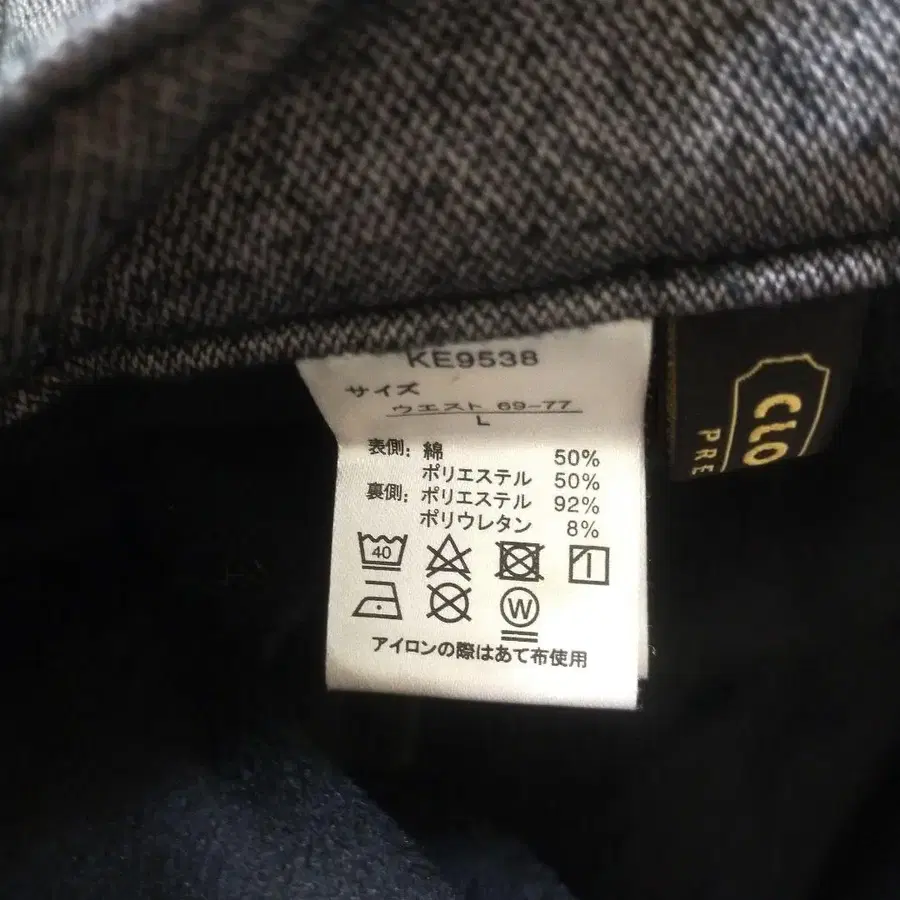 KE9538
サイズ
ウエスト 69-77
L
表側: 綿 50%
ポリエステル 50%
裏側: ポリエステル 92%
ポリウレタン 8%
40
W
アイロンの際はあて布使用
CLO
PRE